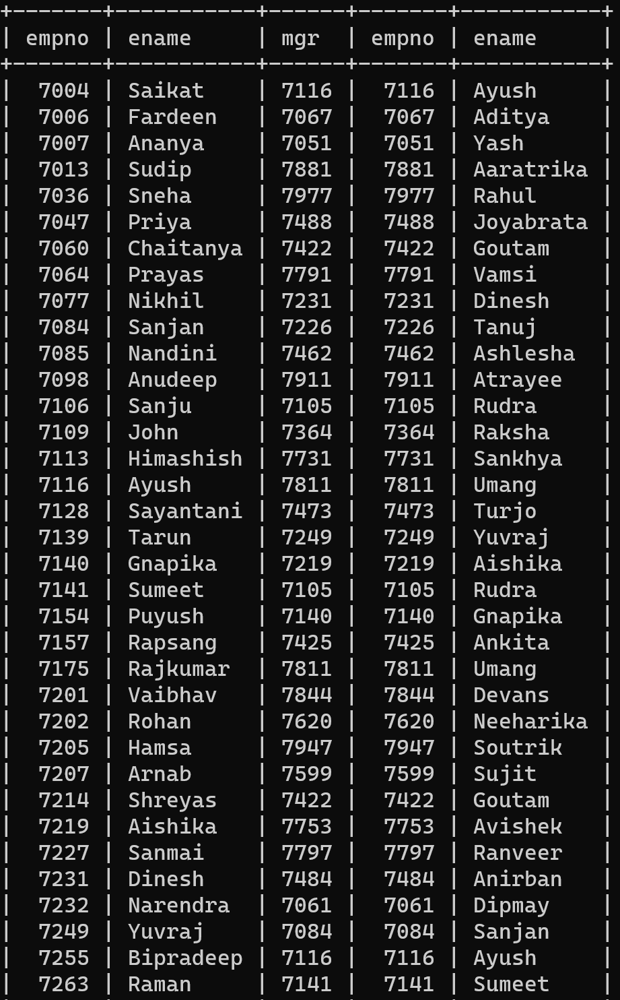 +-------+-----------+------+-------+-----------+
| empno | ename     | mgr  | empno | ename     |
+-------+-----------+------+-------+-----------+
|  7004 | Saikat    | 7116 |  7116 | Ayush     |
|  7006 | Fardeen   | 7067 |  7067 | Aditya    |
|  7007 | Ananya    | 7051 |  7051 | Yash      |
|  7013 | Sudip     | 7881 |  7881 | Aaratrika |
|  7036 | Sneha     | 7977 |  7977 | Rahul     |
|  7047 | Priya     | 7488 |  7488 | Joyabrata |
|  7060 | Chaitanya | 7422 |  7422 | Goutam    |
|  7064 | Prayas    | 7791 |  7791 | Vamsi     |
|  7077 | Nikhil    | 7231 |  7231 | Dinesh    |
|  7084 | Sanjan    | 7226 |  7226 | Tanuj     |
|  7085 | Nandini   | 7462 |  7462 | Ashlesha  |
|  7098 | Anudeep   | 7911 |  7911 | Atrayee   |
|  7106 | Sanju     | 7105 |  7105 | Rudra     |
|  7109 | John      | 7364 |  7364 | Raksha    |
|  7113 | Himashish | 7731 |  7731 | Sankhya   |
|  7116 | Ayush     | 7811 |  7811 | Umang     |
|  7128 | Sayantani | 7473 |  7473 | Turjo     |
|  7139 | Tarun     | 7249 |  7249 | Yuvraj    |
|  7140 | Gnapika   | 7219 |  7219 | Aishika   |
|  7141 | Sumeet    | 7105 |  7105 | Rudra     |
|  7154 | Puyush    | 7140 |  7140 | Gnapika   |
|  7157 | Rapsang   | 7425 |  7425 | Ankita    |
|  7175 | Rajkumar  | 7811 |  7811 | Umang     |
|  7201 | Vaibhav   | 7844 |  7844 | Devans    |
|  7202 | Rohan     | 7620 |  7620 | Neeharika |
|  7205 | Hamsa     | 7947 |  7947 | Soutrik   |
|  7207 | Arnab     | 7599 |  7599 | Sujit     |
|  7214 | Shreyas   | 7422 |  7422 | Goutam    |
|  7219 | Aishika   | 7753 |  7753 | Avishek   |
|  7227 | Sanmai    | 7797 |  7797 | Ranveer   |
|  7231 | Dinesh    | 7484 |  7484 | Anirban   |
|  7232 | Narendra  | 7061 |  7061 | Dipmay    |
|  7249 | Yuvraj    | 7084 |  7084 | Sanjan    |
|  7255 | Bipradeep | 7116 |  7116 | Ayush     |
|  7263 | Raman     | 7141 |  7141 | Sumeet    |